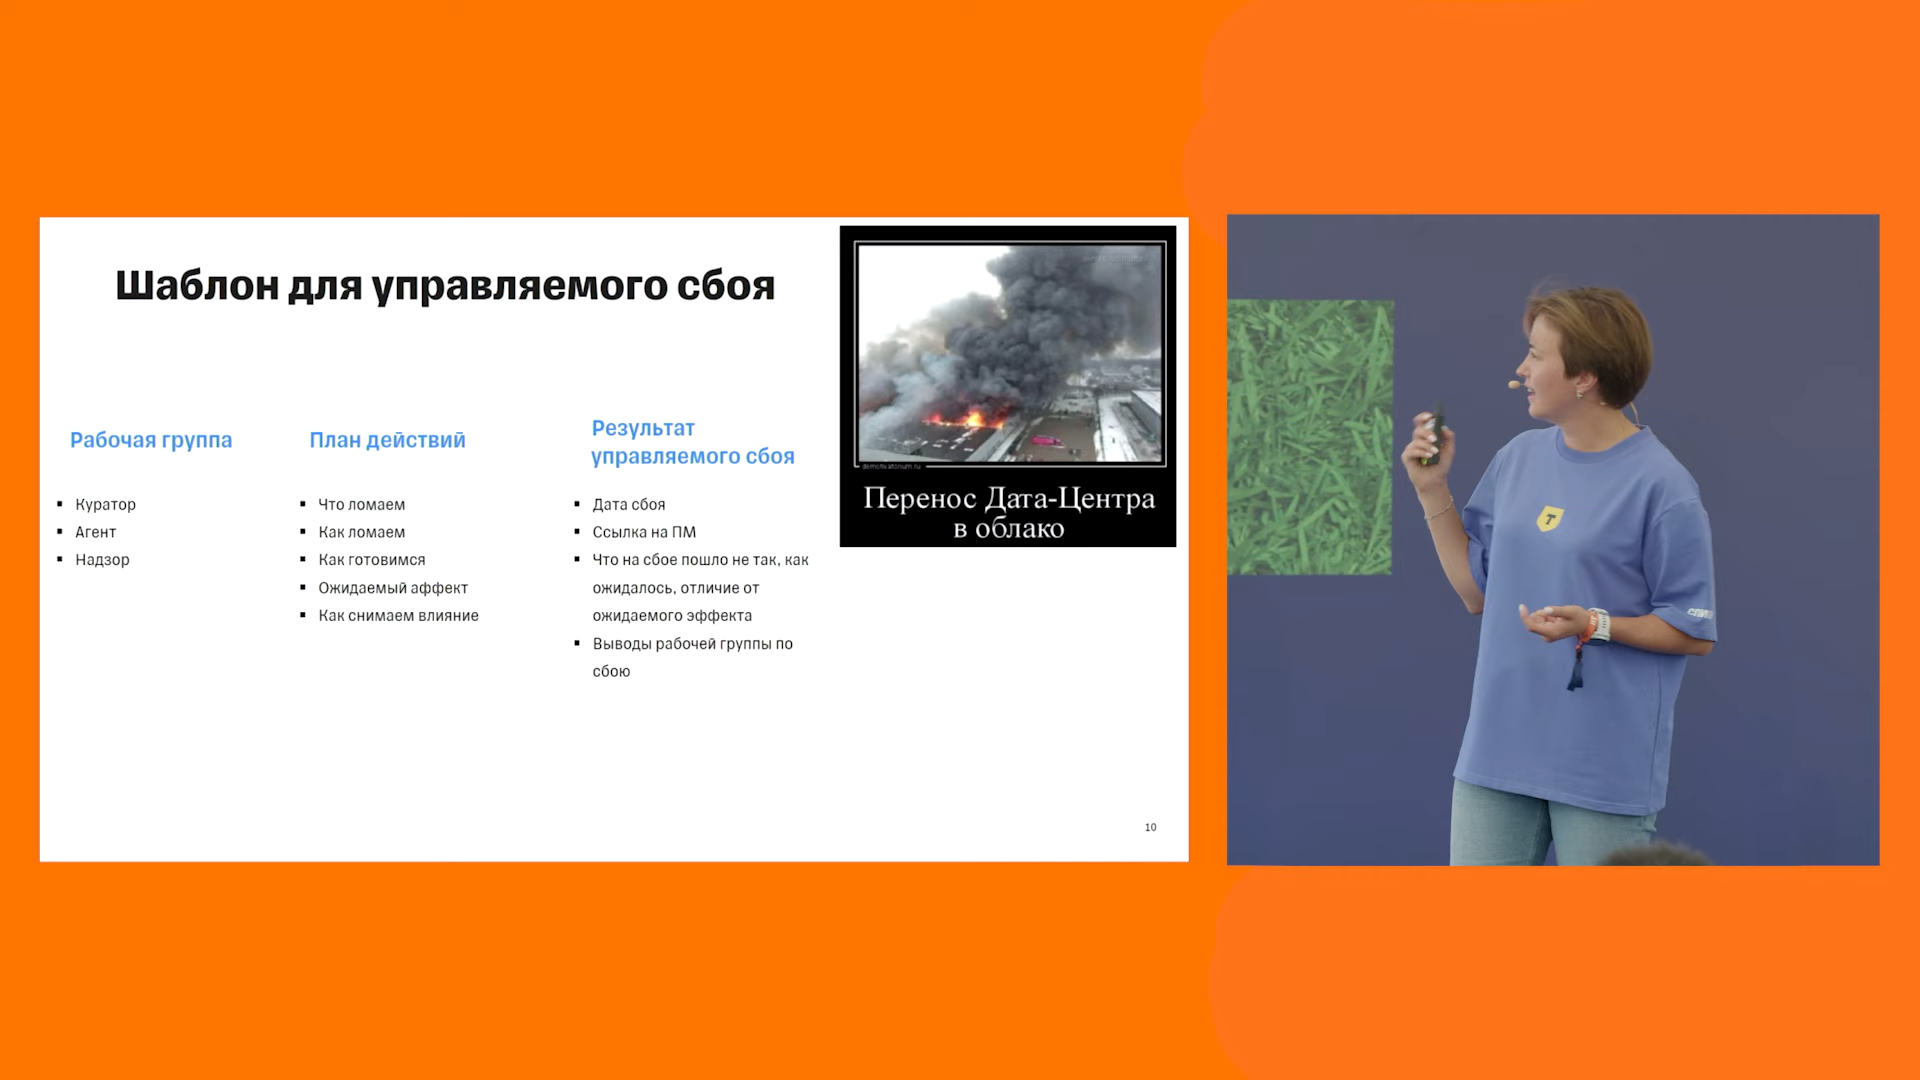 Шаблон для управляемого сбоя
Рабочая группа
Куратор
Агент
Надзор
План действий
Что ломаем
Как ломаем
Как готовимся
Ожидаемый аффект
Как снимаем влияние
Результат
управляемого сбоя
Дата сбоя
Ссылка на ПМ
Что на сбое пошло не так, как
ожидалось, отличие от
ожидаемого эффекта
Выводы рабочей группы по
сбою
demotivatorium.ru
Перенос Дата-Центра
в облако
10
Т